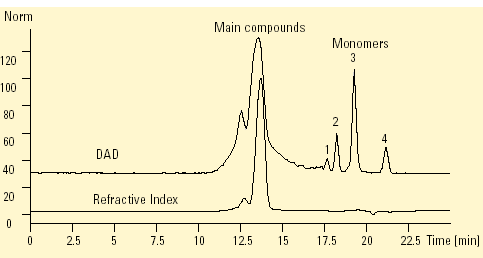 Norm
Main compounds
Monomers
120
100
80
60
40
20
0
1
2
3
4
DAD
Refractive Index
0 2.5 5 7.5 10 12.5 15 17.5 20 22.5 Time (min)